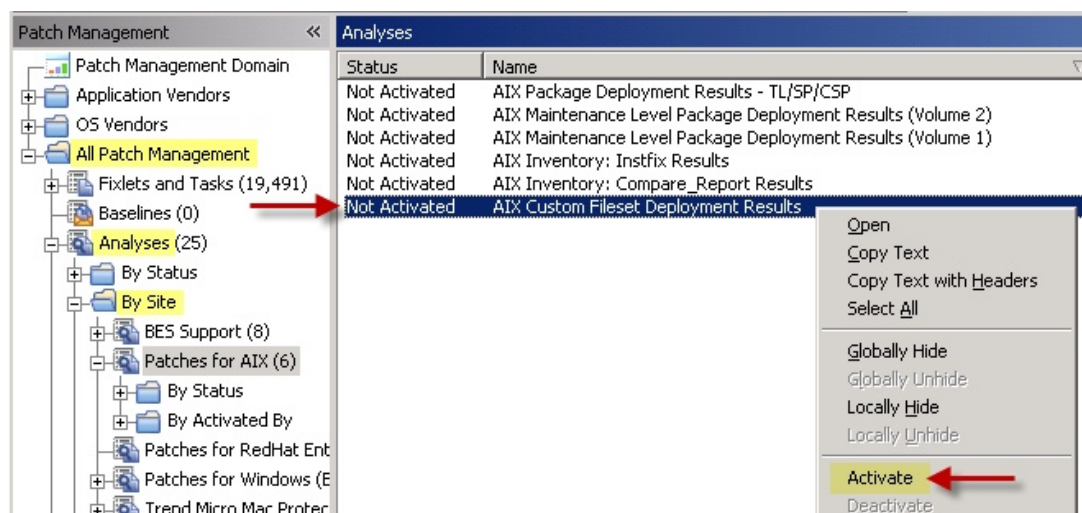 Patch Management «
Patch Management Domain
Application Vendors
OS Vendors
All Patch Management
Fixlets and Tasks (19,491)
Baselines (0)
Analyses (25)
By Status
By Site
BES Support (8)
Patches for AIX (6)
By Status
By Activated By
Patches for RedHat Ent
Patches for Windows (E
Trend Micro Mac Protec
Analyses
Status Name
Not Activated AIX Package Deployment Results - TL/SP/CSP
Not Activated AIX Maintenance Level Package Deployment Results (Volume 2)
Not Activated AIX Maintenance Level Package Deployment Results (Volume 1)
Not Activated AIX Inventory: Instfix Results
Not Activated AIX Inventory: Compare_Report Results
Not Activated AIX Custom Fileset Deployment Results
Open
Copy Text
Copy Text with Headers
Select All
Globally Hide
Globally Unhide
Locally Hide
Locally Unhide
Activate
Deactivate